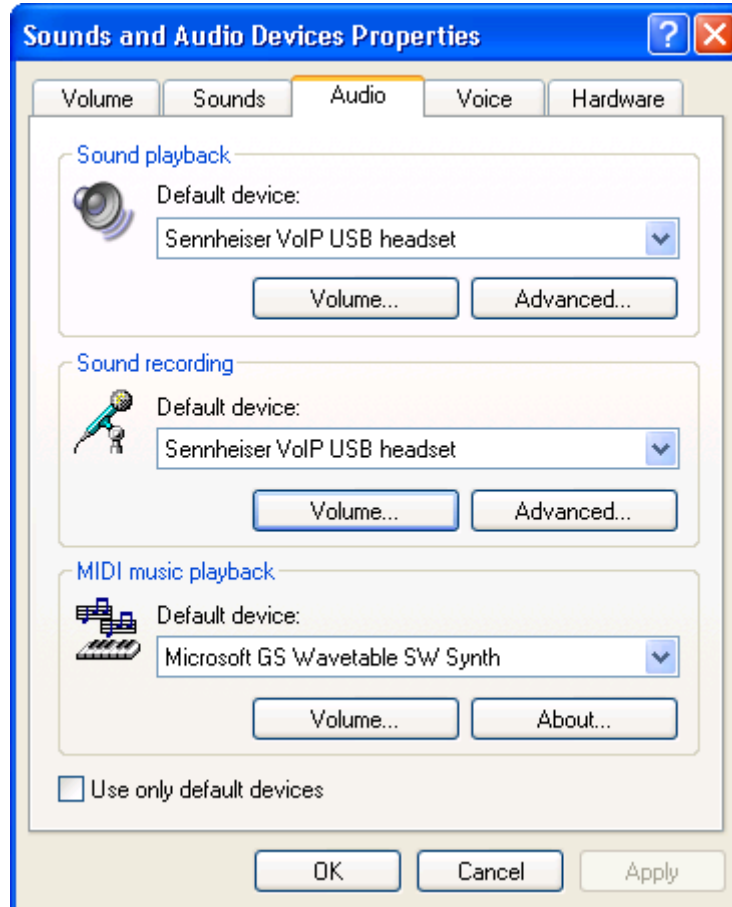 Sounds and Audio Devices Properties
?
Volume Sounds Audio Voice Hardware
Sound playback
Default device:
Sennheiser VoIP USB headset
Volume... Advanced...
Sound recording
Default device:
Sennheiser VoIP USB headset
Volume... Advanced...
MIDI music playback
Default device:
Microsoft GS Wavetable SW Synth
Volume... About...
Use only default devices
OK Cancel Apply